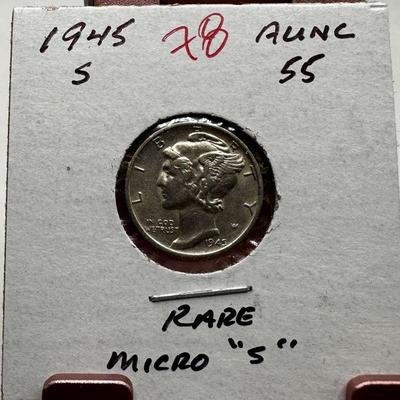 1945 78 AUNC
S 55
LIBERTY
IN GOD
WE TRUST
1945
RARE
MICRO "S"